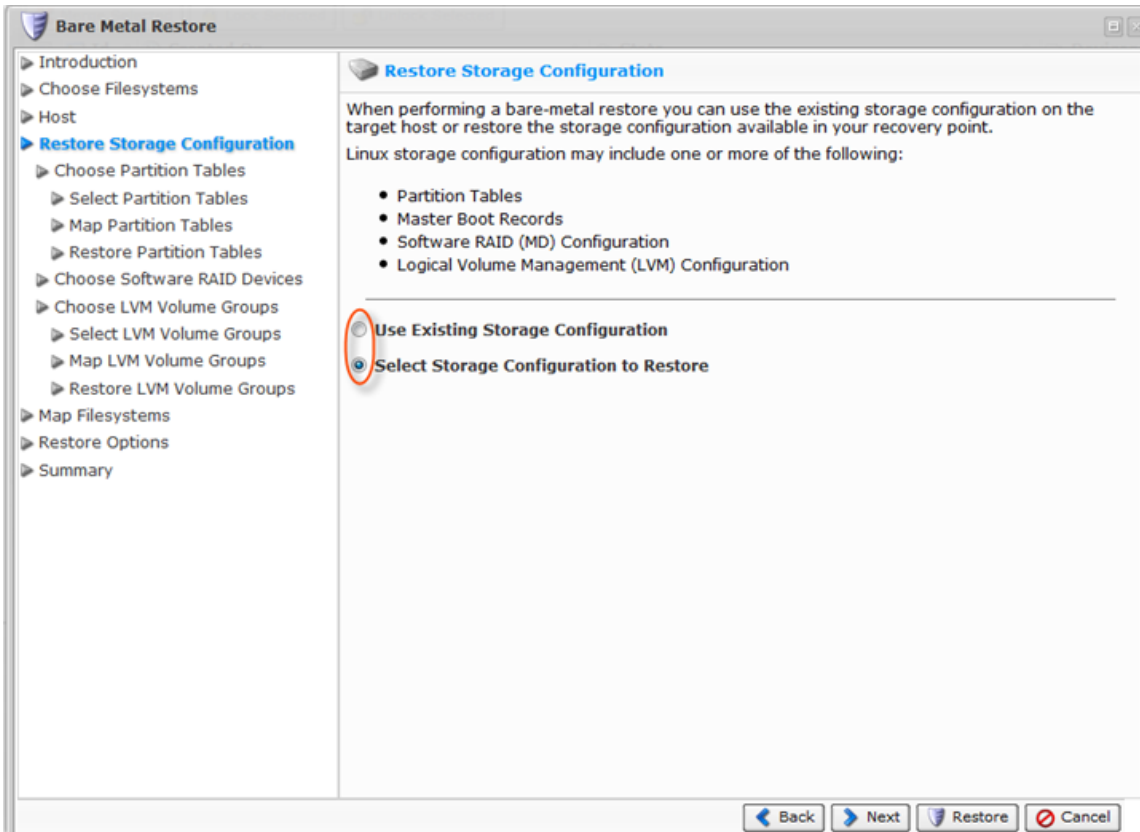 Bare Metal Restore
Introduction
Choose Filesystems
Host
Restore Storage Configuration
Choose Partition Tables
Select Partition Tables
Map Partition Tables
Restore Partition Tables
Choose Software RAID Devices
Choose LVM Volume Groups
Select LVM Volume Groups
Map LVM Volume Groups
Restore LVM Volume Groups
Map Filesystems
Restore Options
Summary
Restore Storage Configuration
When performing a bare-metal restore you can use the existing storage configuration on the
target host or restore the storage configuration available in your recovery point.
Linux storage configuration may include one or more of the following:
• Partition Tables
• Master Boot Records
• Software RAID (MD) Configuration
• Logical Volume Management (LVM) Configuration
Use Existing Storage Configuration
Select Storage Configuration to Restore
Back Next Restore Cancel